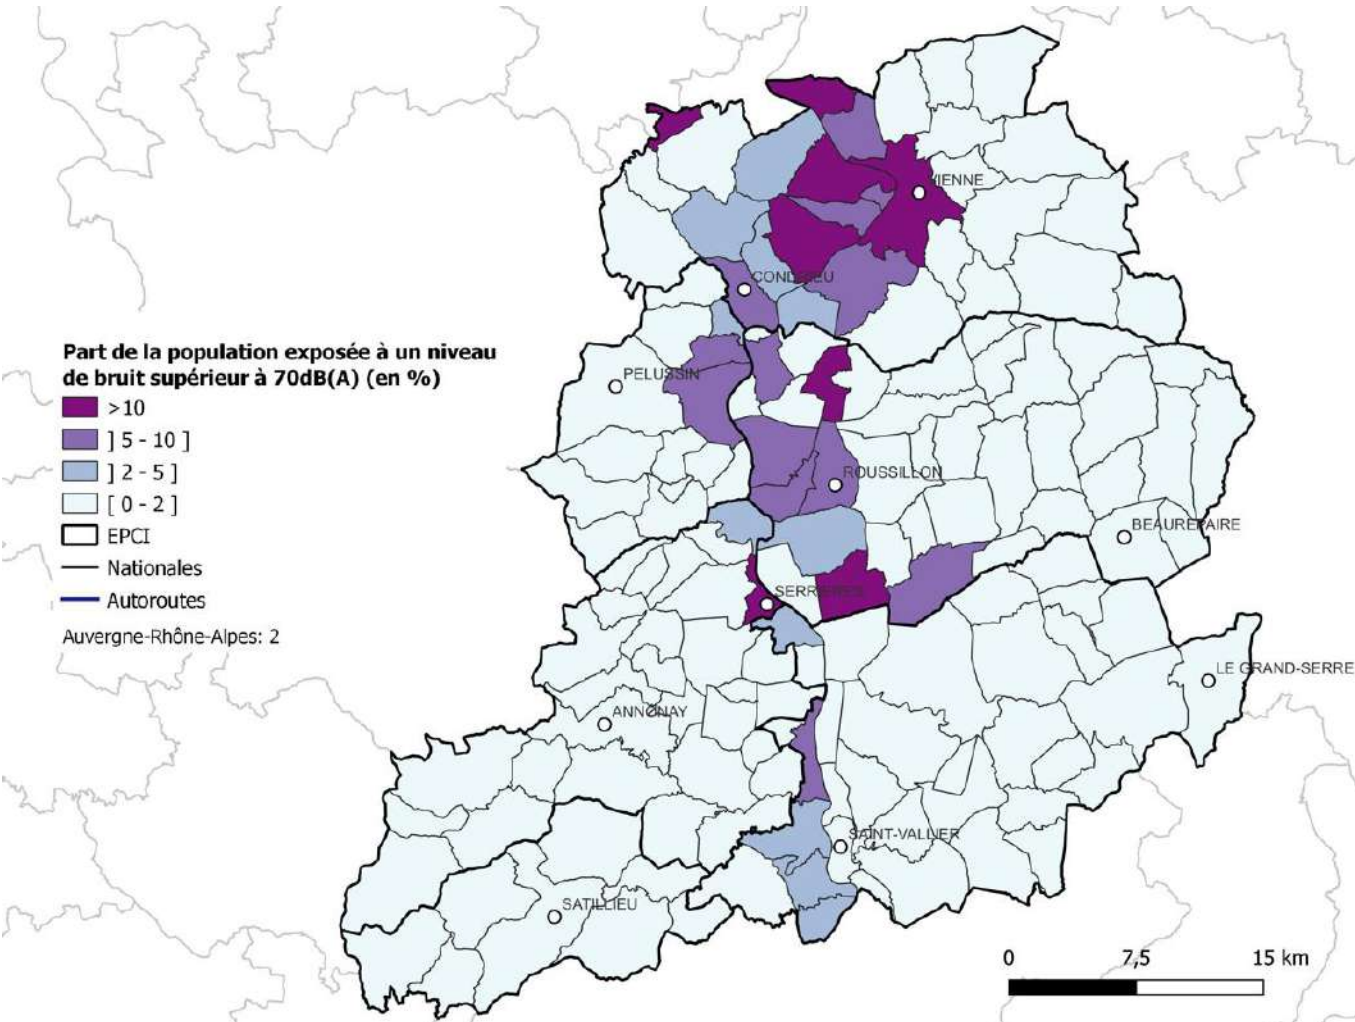 VIENNE
CONDRIEU
Part de la population exposée à un niveau
de bruit supérieur à 70dB(A) (en %)
>10
] 5 - 10 ]
] 2 - 5 ]
[ 0 - 2 ]
EPCI
Nationales
Autoroutes
Auvergne-Rhône-Alpes: 2
PELUSSIN
ROUSSILLON
BEAUREPAIRE
SERRIERES
LE GRAND-SERRE
ANNONAY
SAINT-VALLIER
SATILLIEU
0 7,5 15 km